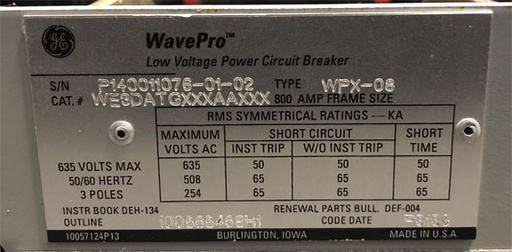 GE
WavePro™
Low Voltage Power Circuit Breaker
S/N P140011076-01-02 TYPE WPX-08
CAT. # WE3DATGXXXAAXXX 800 AMP FRAME SIZE
RMS SYMMETRICAL RATINGS — KA
MAXIMUM SHORT CIRCUIT SHORT
VOLTS AC INST TRIP W/O INST TRIP TIME
635 VOLTS MAX 635 50 50 50
50/60 HERTZ 508 65 65 65
3 POLES 254 65 65 65
INSTR BOOK DEH-134 RENEWAL PARTS BULL. DEF-004
OUTLINE CODE DATE
10057124P13 BURLINGTON, IOWA MADE IN U.S.A.